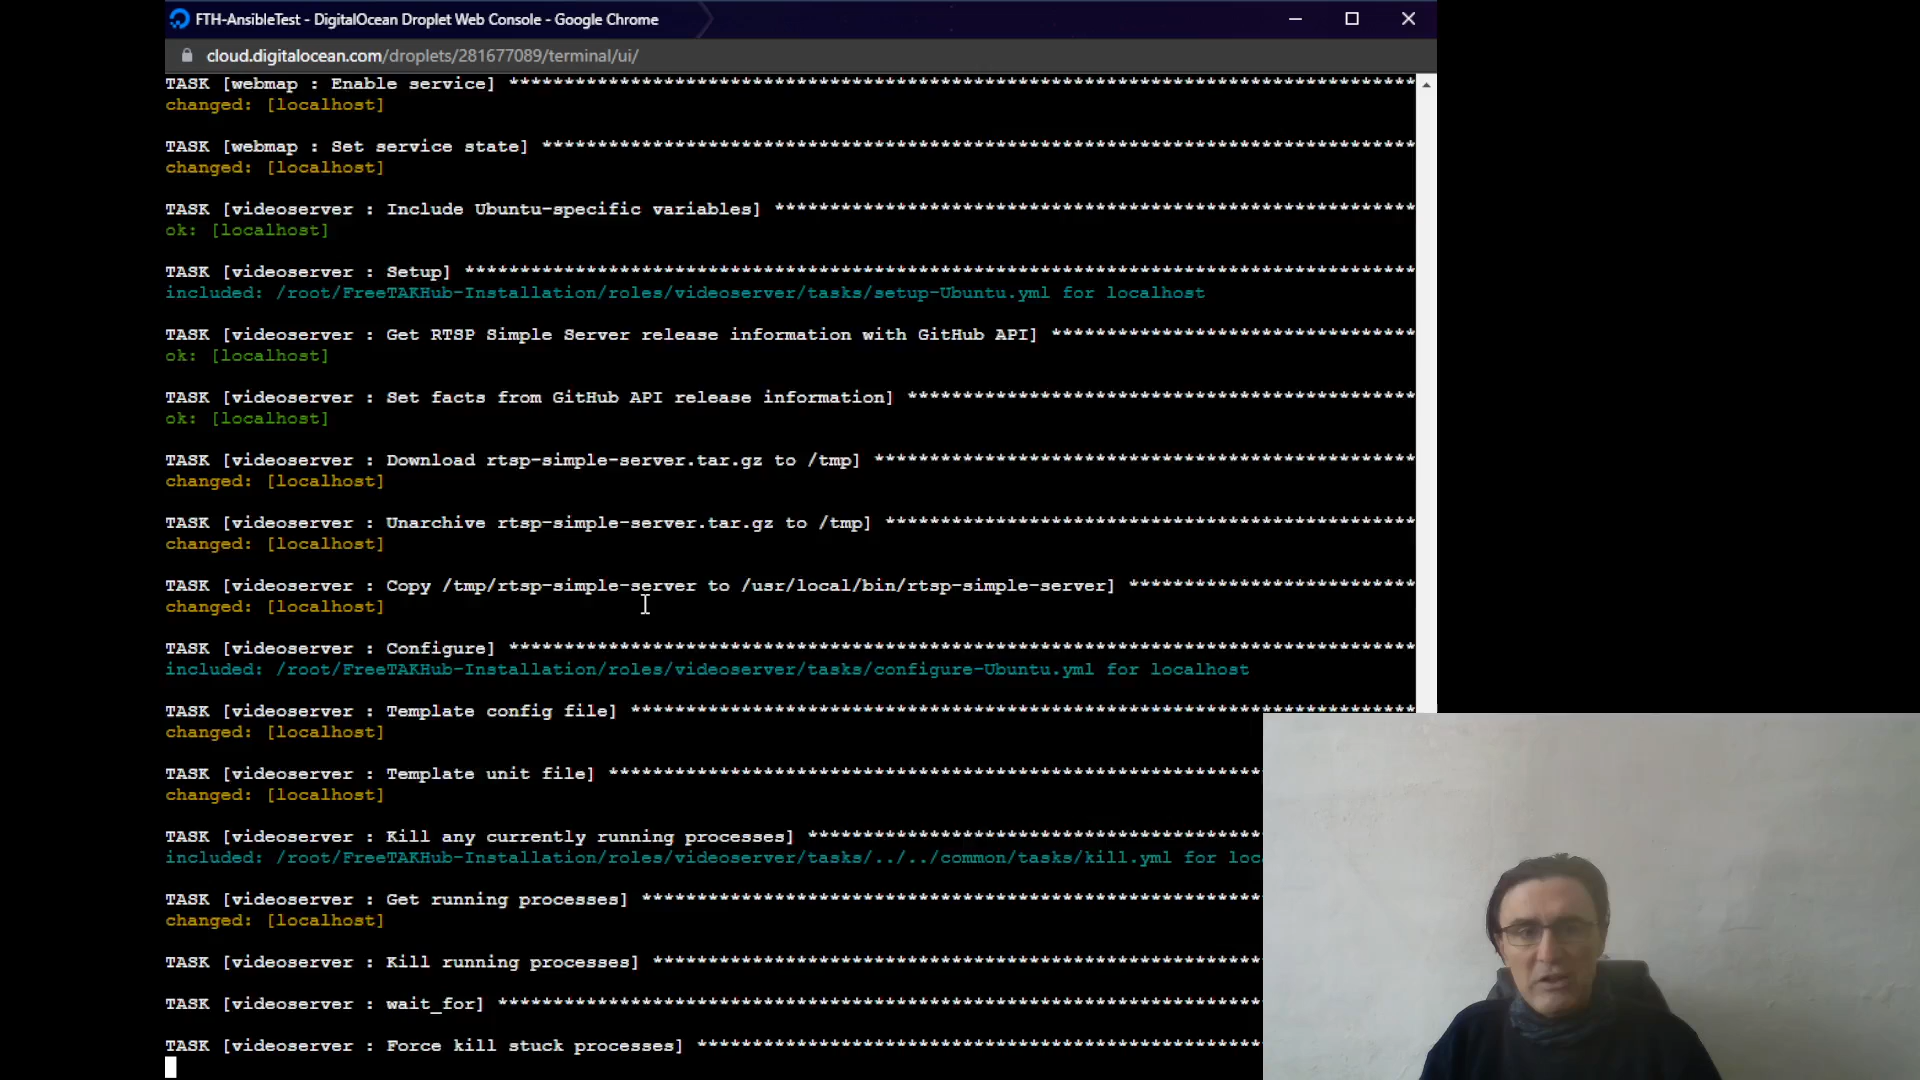 FTH-AnsibleTest - DigitalOcean Droplet Web Console - Google Chrome
cloud.digitalocean.com/droplets/281677089/terminal/ui/
TASK [webmap : Enable service] **********************************************************************************
changed: [localhost]
TASK [webmap : Set service state] *******************************************************************************
changed: [localhost]
TASK [videoserver : Include Ubuntu-specific variables] **********************************************************
ok: [localhost]
TASK [videoserver : Setup] **************************************************************************************
included: /root/FreeTAKHub-Installation/roles/videoserver/tasks/setup-Ubuntu.yml for localhost
TASK [videoserver : Get RTSP Simple Server release information with GitHub API] *********************************
ok: [localhost]
TASK [videoserver : Set facts from GitHub API release information] **********************************************
ok: [localhost]
TASK [videoserver : Download rtsp-simple-server.tar.gz to /tmp] *************************************************
changed: [localhost]
TASK [videoserver : Unarchive rtsp-simple-server.tar.gz to /tmp] ************************************************
changed: [localhost]
TASK [videoserver : Copy /tmp/rtsp-simple-server to /usr/local/bin/rtsp-simple-server] **************************
changed: [localhost]
TASK [videoserver : Configure] **********************************************************************************
included: /root/FreeTAKHub-Installation/roles/videoserver/tasks/configure-Ubuntu.yml for localhost
TASK [videoserver : Template config file] ***********************************************************************
changed: [localhost]
TASK [videoserver : Template unit file] ***********************************************************
changed: [localhost]
TASK [videoserver : Kill any currently running processes] *****************************************
included: /root/FreeTAKHub-Installation/roles/videoserver/tasks/../../common/tasks/kill.yml for loc
TASK [videoserver : Get running processes] ********************************************************
changed: [localhost]
TASK [videoserver : Kill running processes] *******************************************************
TASK [videoserver : wait_for] *********************************************************************
TASK [videoserver : Force kill stuck processes] ***************************************************